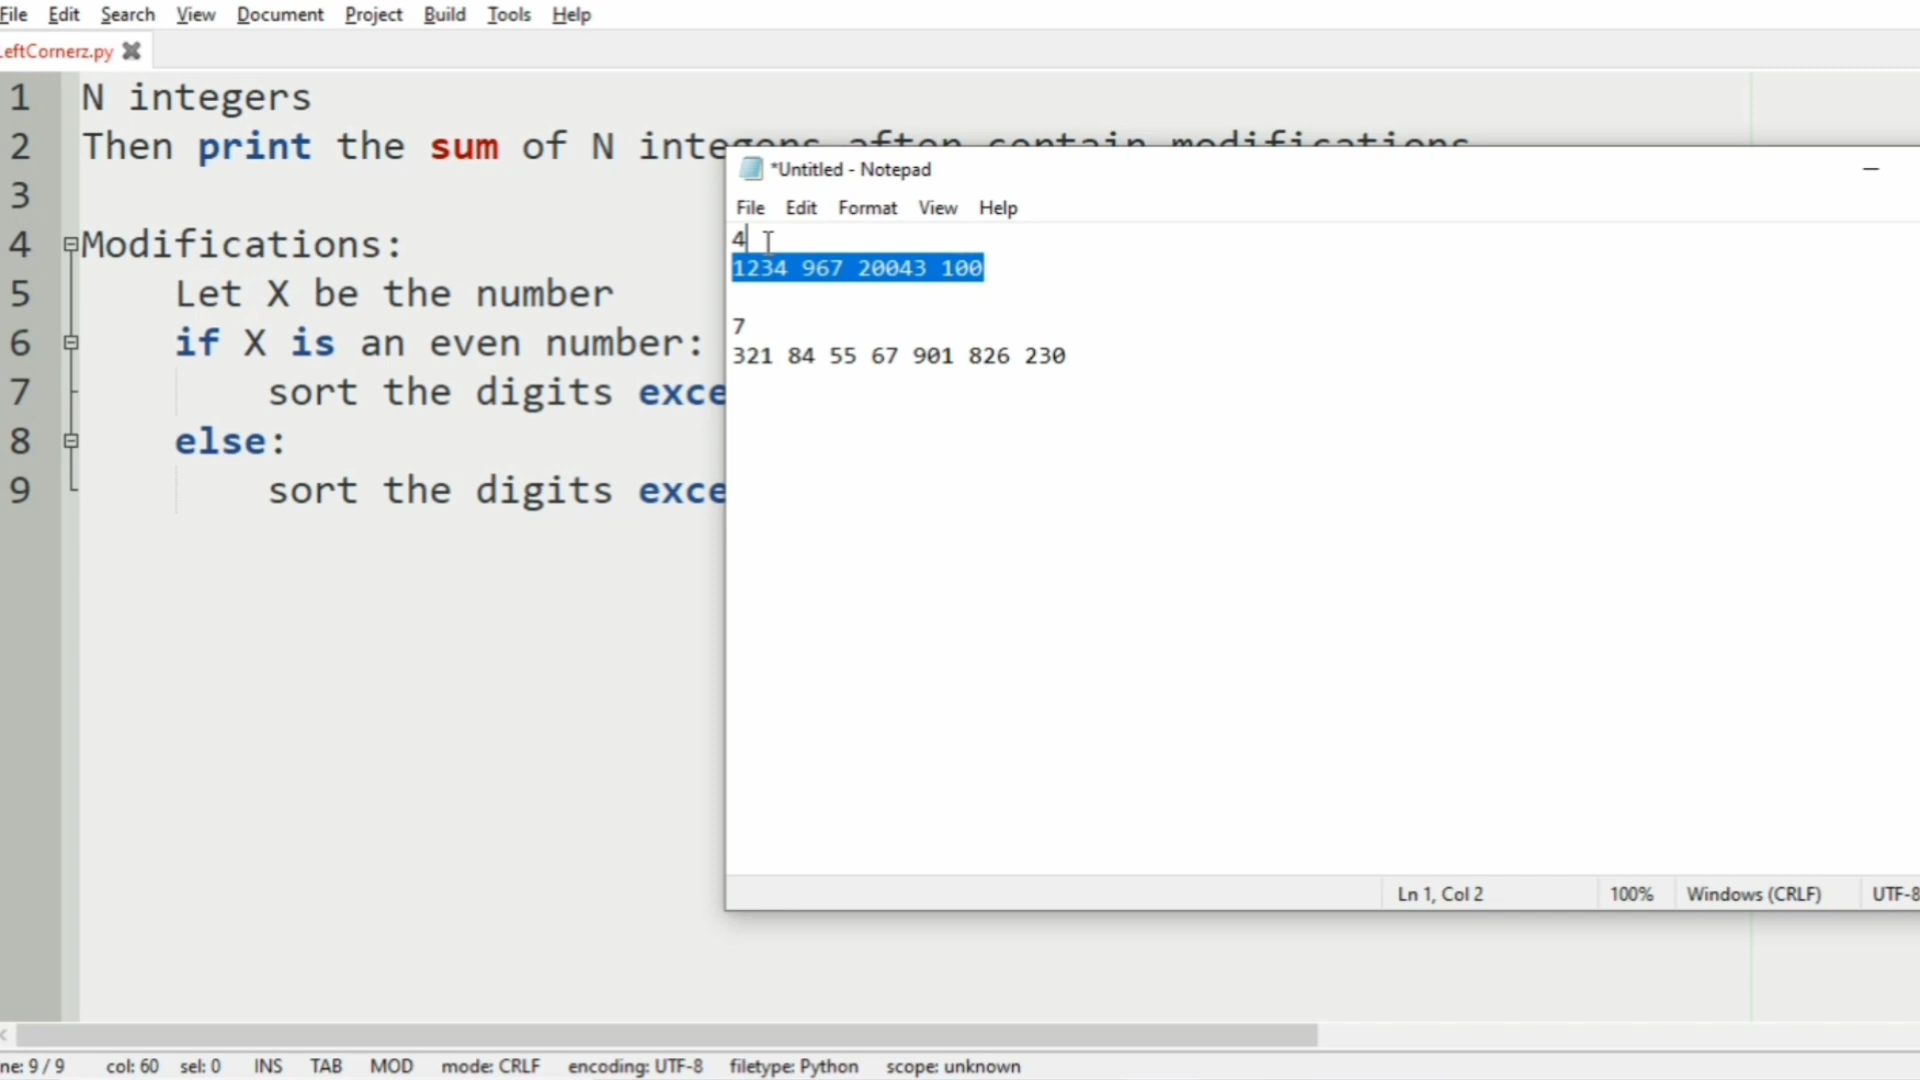 File Edit Search View Document Project Build Tools Help
LeftCornerz.py
1 N integers
2 Then print the sum of N integers after contain modifications
3
4 Modifications:
5 Let X be the number
6 if X is an even number:
7 sort the digits exce
8 else:
9 sort the digits exce
*Untitled - Notepad
File Edit Format View Help
4
1234 967 20043 100
7
321 84 55 67 901 826 230
Ln 1, Col 2 100% Windows (CRLF) UTF-8
ne: 9 / 9 col: 60 sel: 0 INS TAB MOD mode: CRLF encoding: UTF-8 filetype: Python scope: unknown